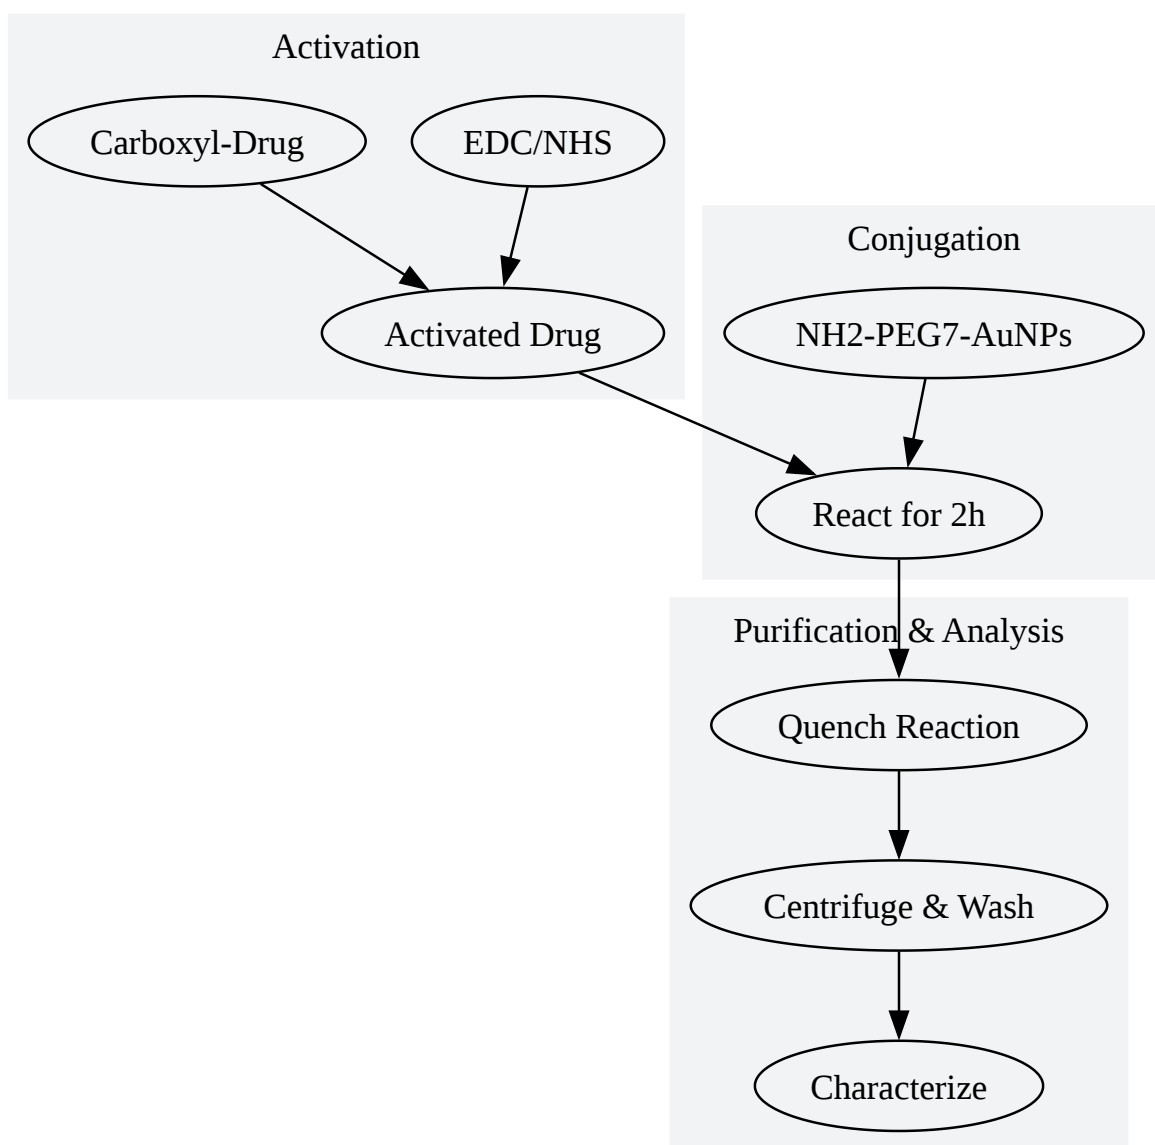 Activation
Carboxyl-Drug
EDC/NHS
Activated Drug
Conjugation
NH2-PEG7-AuNPs
React for 2h
Purification & Analysis
Quench Reaction
Centrifuge & Wash
Characterize